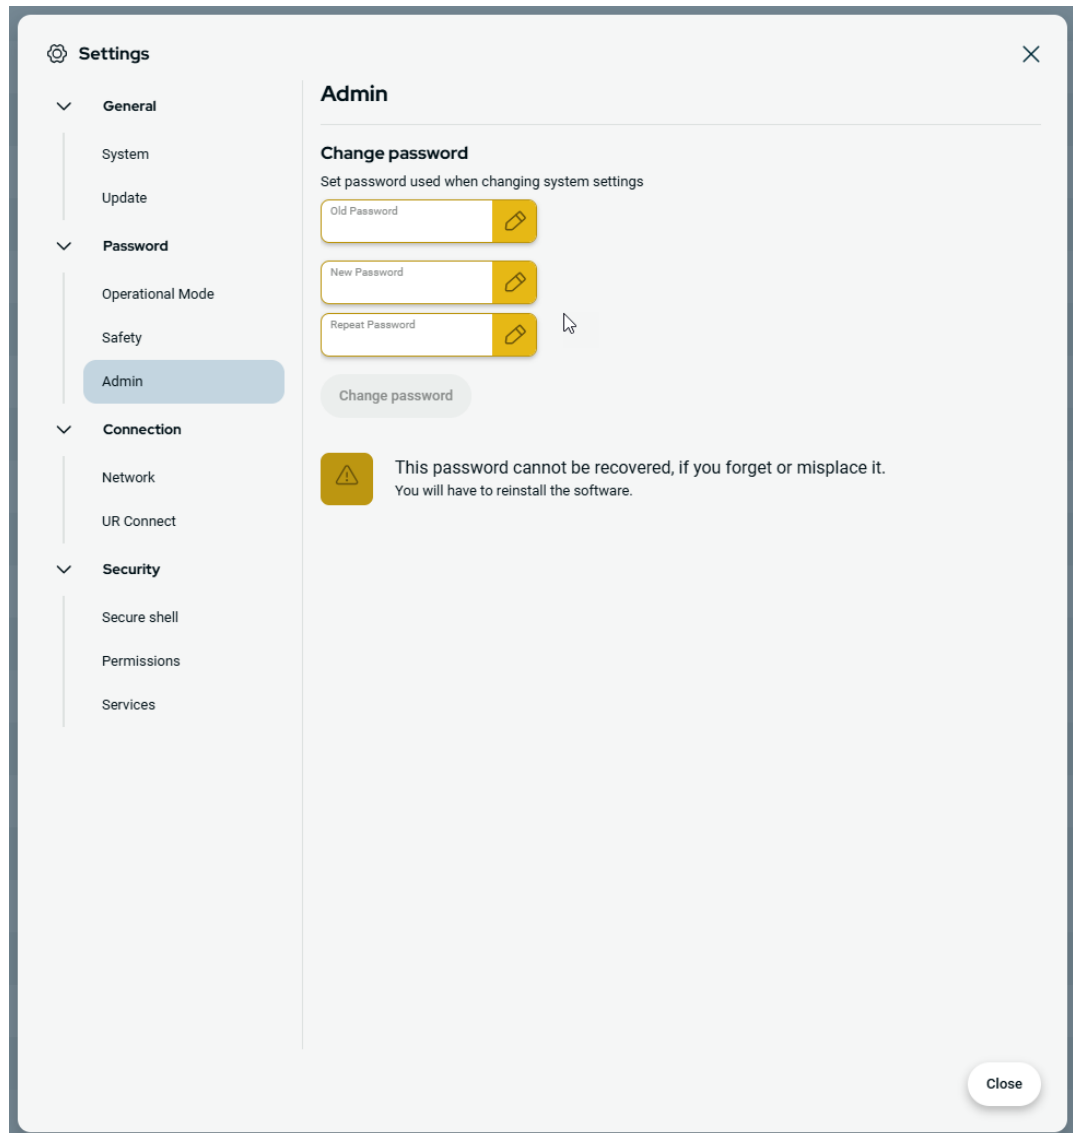 Settings
General
System
Update
Password
Operational Mode
Safety
Admin
Connection
Network
UR Connect
Security
Secure shell
Permissions
Services
Admin
Change password
Set password used when changing system settings
Old Password
New Password
Repeat Password
Change password
This password cannot be recovered, if you forget or misplace it.
You will have to reinstall the software.
Close